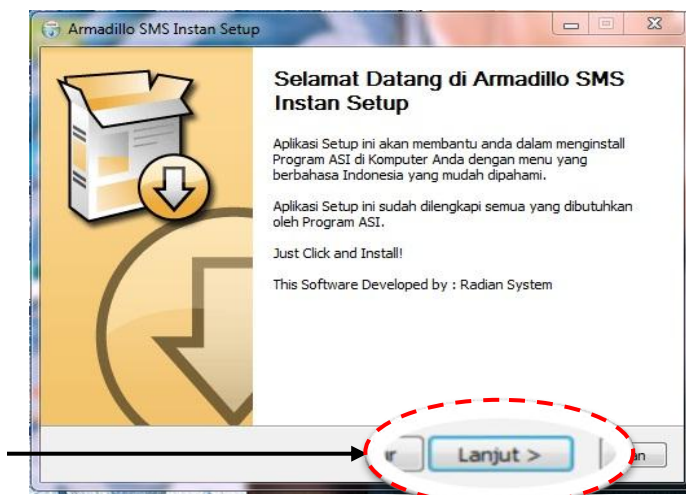 Armadillo SMS Instan Setup
Selamat Datang di Armadillo SMS
Instan Setup
Aplikasi Setup ini akan membantu anda dalam menginstall
Program ASI di Komputer Anda dengan menu yang
berbahasa Indonesia yang mudah dipahami.
Aplikasi Setup ini sudah dilengkapi semua yang dibutuhkan
oleh Program ASI.
Just Click and Install!
This Software Developed by : Radian System
Lanjut >